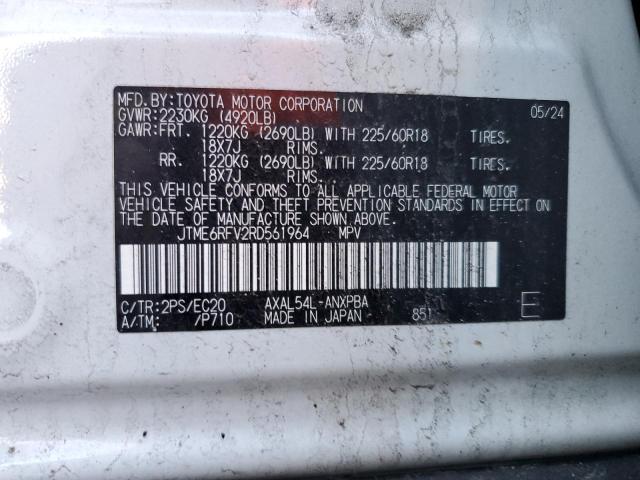 MFD.BY:TOYOTA MOTOR CORPORATION 05/24
GVWR:2230KG (4920LB)
GAWR:FRT. 1220KG (2690LB) WITH 225/60R18 TIRES.
18X7J RIMS.
RR. 1220KG (2690LB) WITH 225/60R18 TIRES.
18X7J RIMS.
THIS VEHICLE CONFORMS TO ALL APPLICABLE FEDERAL MOTOR
VEHICLE SAFETY AND THEFT PREVENTION STANDARDS IN EFFECT ON
THE DATE OF MANUFACTURE SHOWN ABOVE.
JTME6RFV2RD561964 MPV
C/TR:2PS/EC20 AXAL54L-ANXPBA
A/TM: /P710 MADE IN JAPAN 851 E